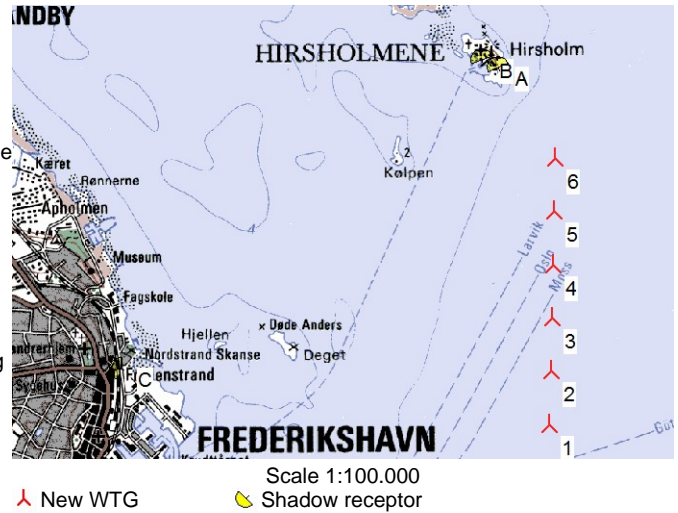 NDBY
HIRSHOLMENE
Hirsholm
B
A
e
Kæret
2
Kølpen
Rønnerne
6
Apholmen
5
4
Larvik
Oslo
Moss
Museum
4
Fagskole
3
Døde Anders
Hjellen
Deget
Nordstrand Skanse
g
2
C
enstrand
FREDERIKSHAVN
1
Scale 1:100.000
New WTG
Shadow receptor